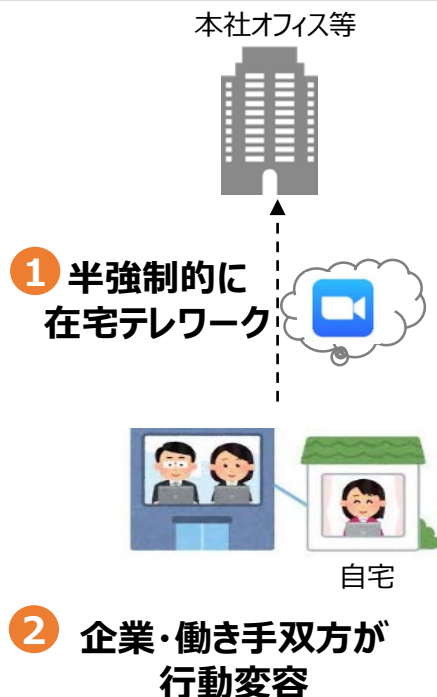 本社オフィス等
1 半強制的に
在宅テレワーク
自宅
2 企業・働き手双方が
行動変容